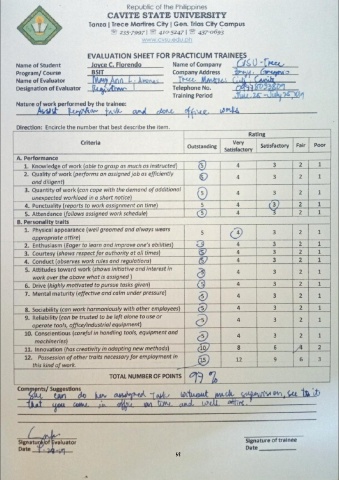 Republic of the Philippines
CAVITE STATE UNIVERSITY
Tanza | Trece Martires City | Gen. Trias City Campus
www.cvsu.edu.ph
EVALUATION SHEET FOR PRACTICUM TRAINEES
Name of Student Joyce C. Florendo Name of Company CVSU-Trece
Program/ Course BSIT Company Address
Name of Evaluator Mary Ann L. Trece Martires City Cavite
Designation of Evaluator Registrar I Telephone No.
Training Period
Nature of work performed by the trainee:
Assist Registrar task and done office works
Direction: Encircle the number that best describe the item.
Criteria Rating
Outstanding Very Satisfactory Satisfactory Fair Poor
A. Performance
1. Knowledge of work (able to grasp as much as instructed) 5 4 3 2 1
2. Quality of work (performs an assigned job as efficiently and diligent) 5 4 3 2 1
3. Quantity of work (can cope with the demand of additional unexpected workload in a short notice) 5 4 3 2 1
4. Punctuality (reports to work assignment on time) 5 4 3 2 1
5. Attendance (follows assigned work schedule) 5 4 3 2 1
B. Personality traits
1. Physical appearance (well groomed and always wears appropriate attire) 5 4 3 2 1
2. Enthusiasm (Eager to learn and improve one's abilities) 5 4 3 2 1
3. Courtesy (shows respect for authority at all times) 5 4 3 2 1
4. Conduct (observes work rules and regulations) 5 4 3 2 1
5. Attitudes toward work (shows initiative and interest in work over the above what is assigned) 5 4 3 2 1
6. Drive (highly motivated to pursue tasks given) 5 4 3 2 1
7. Mental maturity (effective and calm under pressure) 5 4 3 2 1
8. Sociability (can work harmoniously with other employees) 5 4 3 2 1
9. Reliability (can be trusted to be left alone to use or operate tools, office/industrial equipment) 5 4 3 2 1
10. Conscientious (careful in handling tools, equipment and machineries) 5 4 3 2 1
11. Innovation (has creativity in adopting new methods) 10 8 6 4 2
12. Possession of other traits necessary for employment in this kind of work. 15 12 9 6 3
TOTAL NUMBER OF POINTS 99 %
Comments/ Suggestions
She can do her assigned task without much supervision, see to it
that you come in office on time and well attire.
Signature of Evaluator Signature of trainee
Date Date